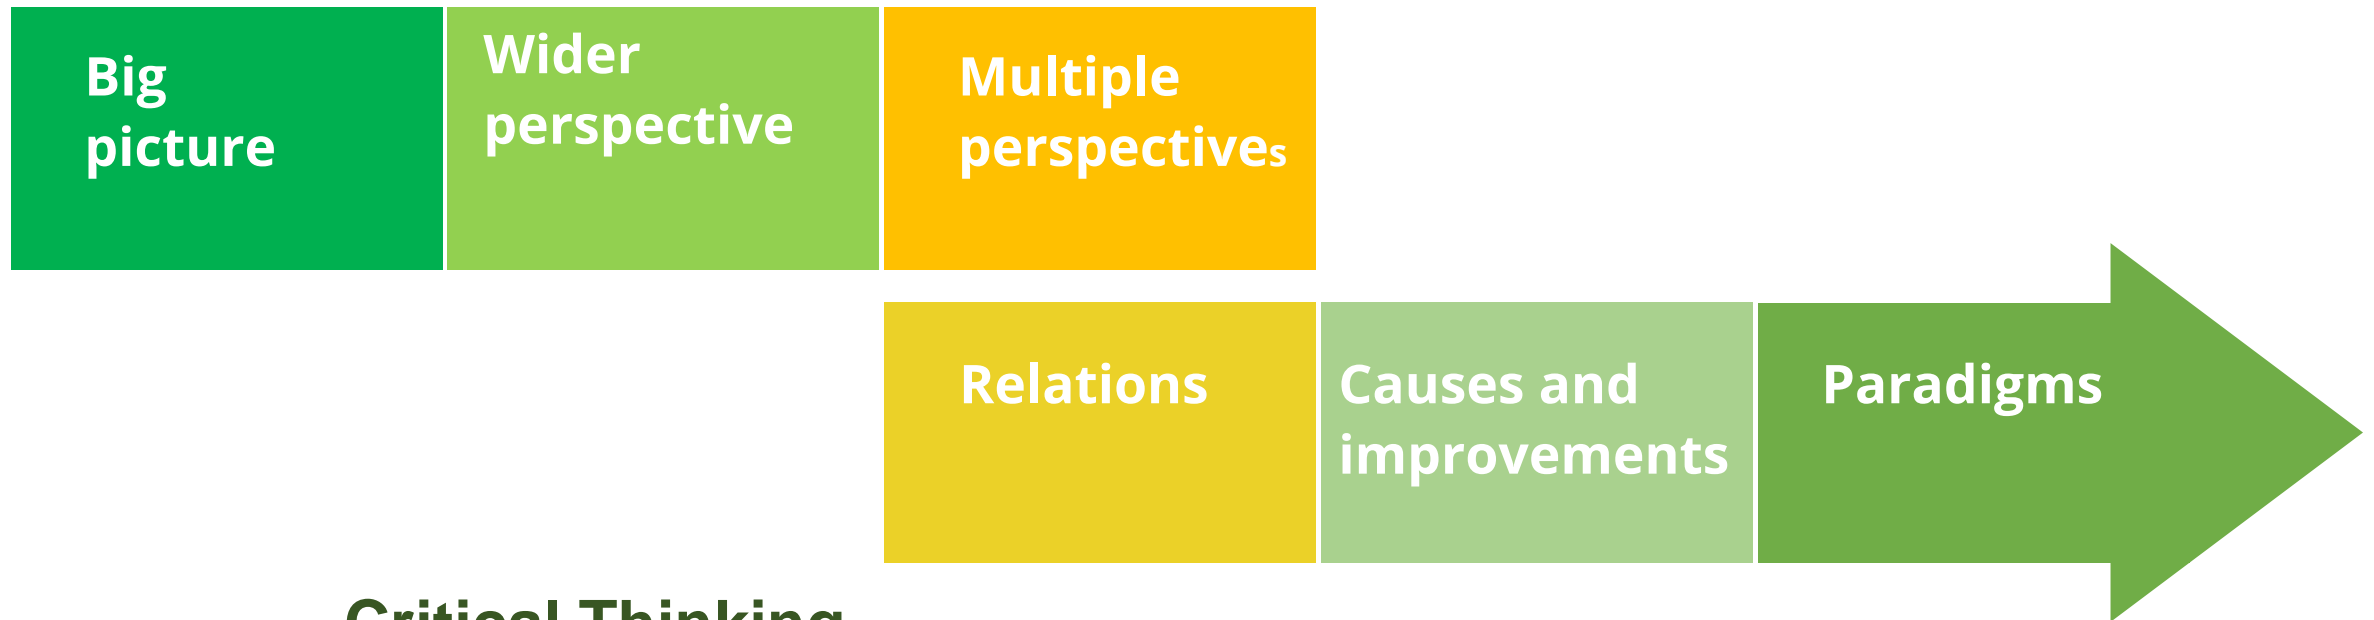 Big
picture
Wider
perspective
Multiple
perspectives
Relations
Causes and
improvements
Paradigms
Critical Thinking